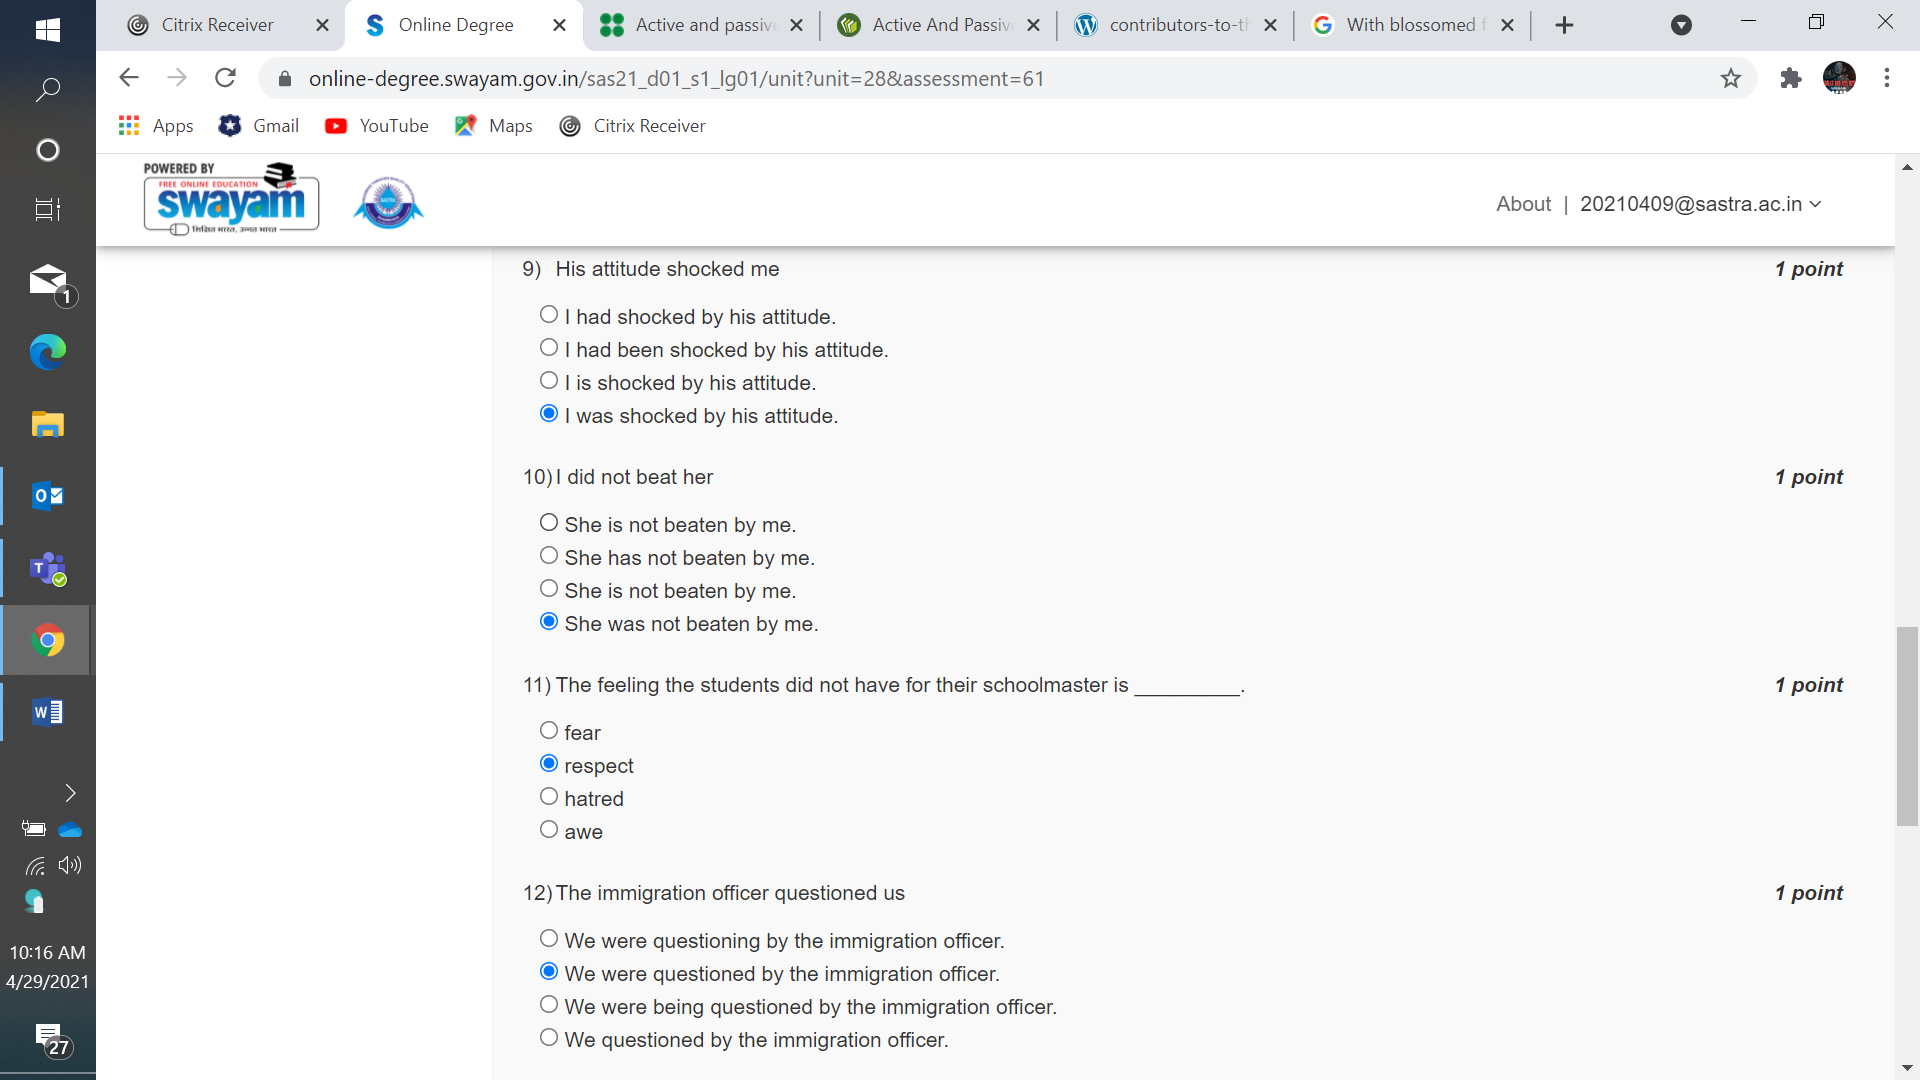 Citrix Receiver
Online Degree
Active and passive
Active And Passiv
contributors-to-th
With blossomed f
online-degree.swayam.gov.in/sas21_d01_s1_lg01/unit?unit=28&assessment=61
Apps
Gmail
YouTube
Maps
Citrix Receiver
POWERED BY
FREE ONLINE EDUCATION
swayam
शिक्षित भारत, उन्नत भारत
About | 20210409@sastra.ac.in
9) His attitude shocked me
1 point
I had shocked by his attitude.
I had been shocked by his attitude.
I is shocked by his attitude.
I was shocked by his attitude.
10) I did not beat her
1 point
She is not beaten by me.
She has not beaten by me.
She is not beaten by me.
She was not beaten by me.
11) The feeling the students did not have for their schoolmaster is __________.
1 point
fear
respect
hatred
awe
12) The immigration officer questioned us
1 point
We were questioning by the immigration officer.
We were questioned by the immigration officer.
We were being questioned by the immigration officer.
We questioned by the immigration officer.
1
10:16 AM
4/29/2021
27